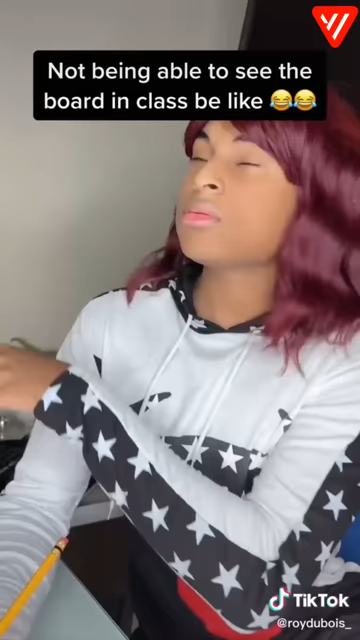 Not being able to see the
board in class be like 😂😂
TikTok
@roydubois_